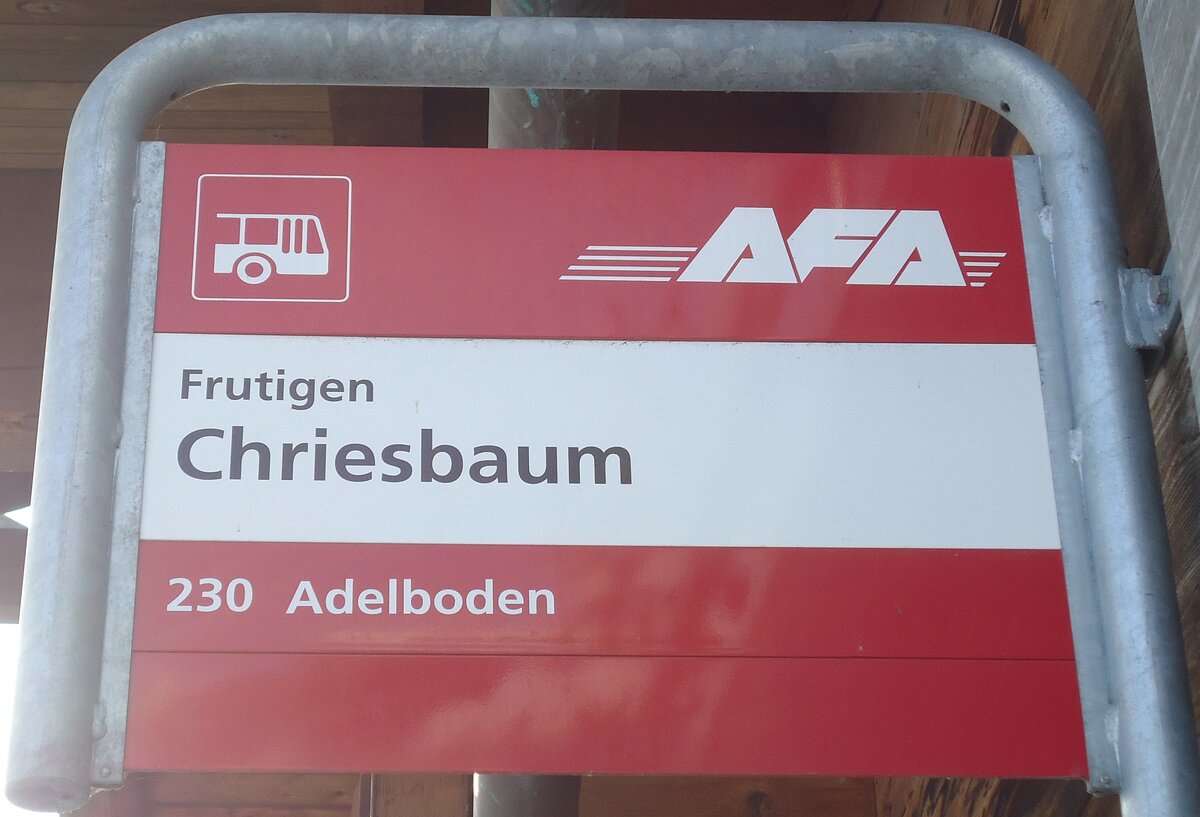 AFA
Frutigen
Chriesbaum
230 Adelboden